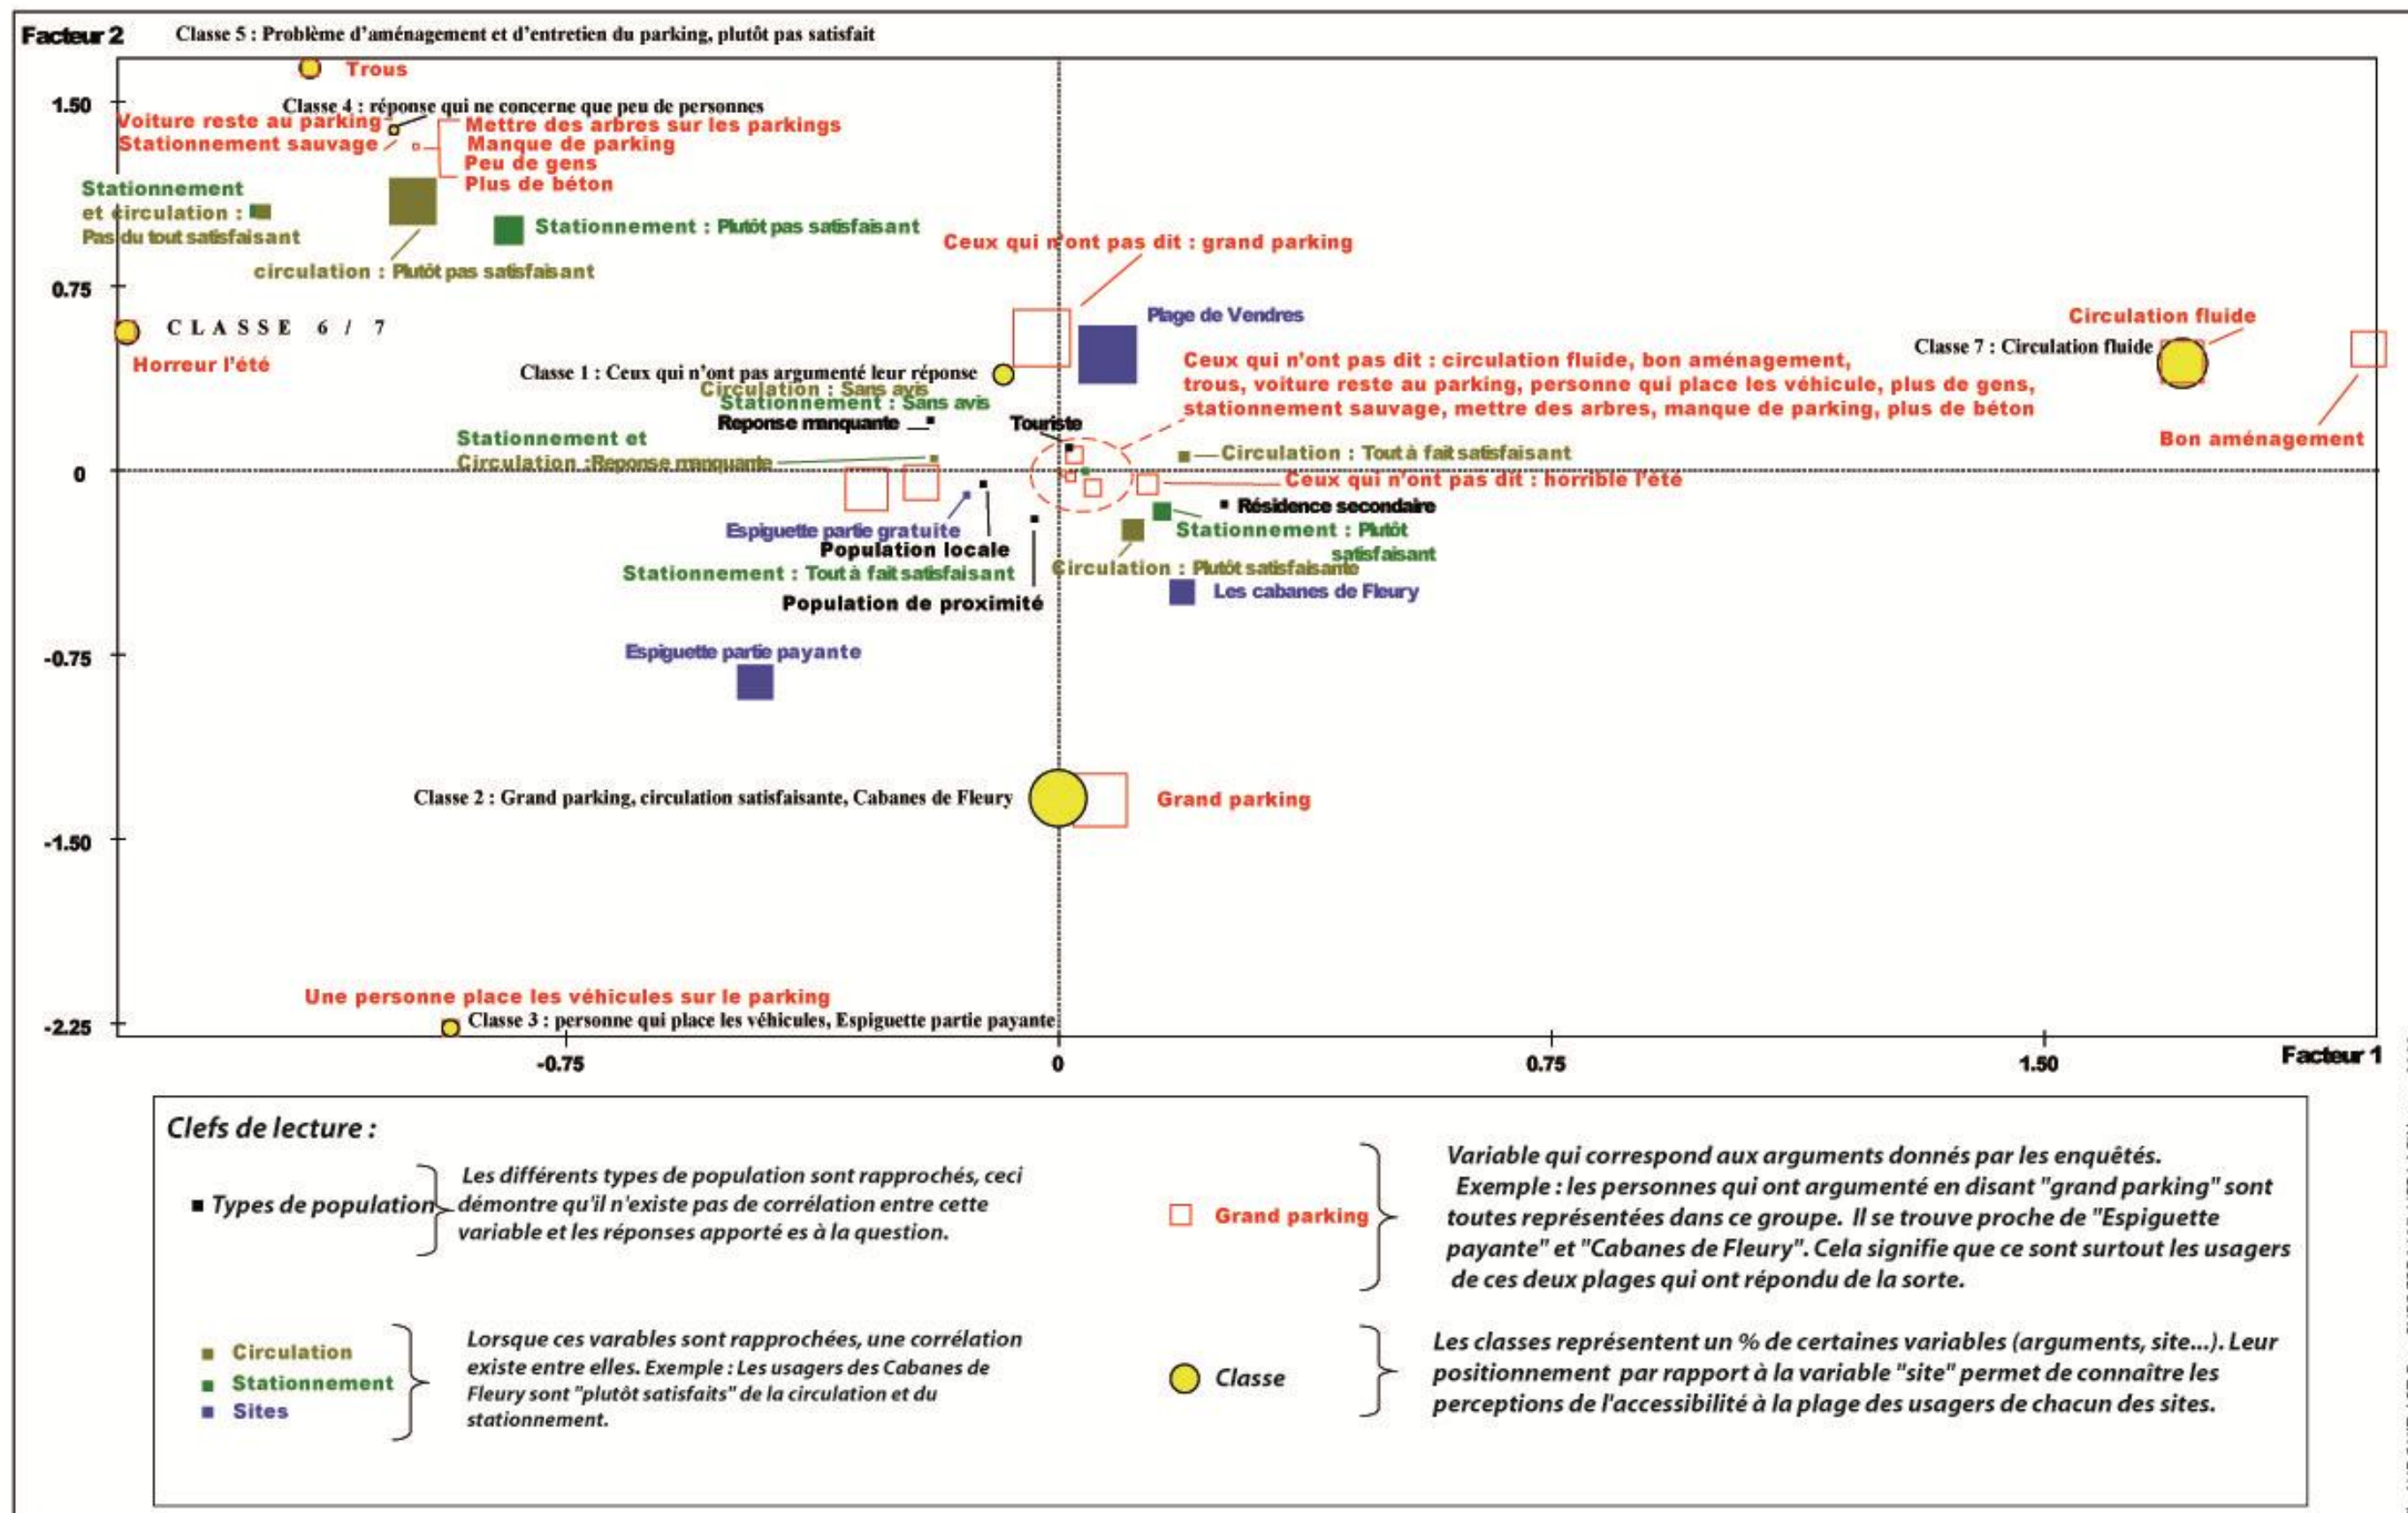 Facteur 2
Classe 5 : Problème d'aménagement et d'entretien du parking, plutôt pas satisfait
Trous
1.50
Classe 4 : réponse qui ne concerne que peu de personnes
Voiture reste au parking
Stationnement sauvage
Mettre des arbres sur les parkings
Manque de parking
Peu de gens
Plus de béton
Stationnement
et circulation :
Pas du tout satisfaisant
Stationnement : Plutôt pas satisfaisant
circulation : Plutôt pas satisfaisant
Ceux qui n'ont pas dit : grand parking
0.75
Plage de Vendres
CLASSE 6 / 7
Horreur l'été
Circulation fluide
Classe 7 : Circulation fluide
Bon aménagement
Classe 1 : Ceux qui n'ont pas argumenté leur réponse
Circulation : Sans avis
Stationnement : Sans avis
Reponse manquante
Touriste
Ceux qui n'ont pas dit : circulation fluide, bon aménagement,
trous, voiture reste au parking, personne qui place les véhicule, plus de gens,
stationnement sauvage, mettre des arbres, manque de parking, plus de béton
Stationnement et
Circulation :Reponse manquante
Circulation : Tout à fait satisfaisant
0
Ceux qui n'ont pas dit : horrible l'été
Résidence secondaire
Espiguette partie gratuite
Population locale
Stationnement : Plutôt
satisfaisant
Stationnement : Tout à fait satisfaisant
Circulation : Plutôt satisfaisante
Les cabanes de Fleury
Population de proximité
-0.75
Espiguette partie payante
Classe 2 : Grand parking, circulation satisfaisante, Cabanes de Fleury
Grand parking
-1.50
Une personne place les véhicules sur le parking
-2.25
Classe 3 : personne qui place les véhicules, Espiguette partie payante
-0.75
0
0.75
1.50
Facteur 1
Clefs de lecture :
Types de population
Les différents types de population sont rapprochés, ceci
démontre qu'il n'existe pas de corrélation entre cette
variable et les réponses apporté es à la question.
Circulation
Stationnement
Sites
Lorsque ces varables sont rapprochées, une corrélation
existe entre elles. Exemple : Les usagers des Cabanes de
Fleury sont "plutôt satisfaits" de la circulation et du
stationnement.
Grand parking
Variable qui correspond aux arguments donnés par les enquêtés.
Exemple : les personnes qui ont argumenté en disant "grand parking" sont
toutes représentées dans ce groupe. Il se trouve proche de "Espiguette
payante" et "Cabanes de Fleury". Cela signifie que ce sont surtout les usagers
de ces deux plages qui ont répondu de la sorte.
Classe
Les classes représentent un % de certaines variables (arguments, site...). Leur
positionnement par rapport à la variable "site" permet de connaître les
perceptions de l'accessibilité à la plage des usagers de chacun des sites.